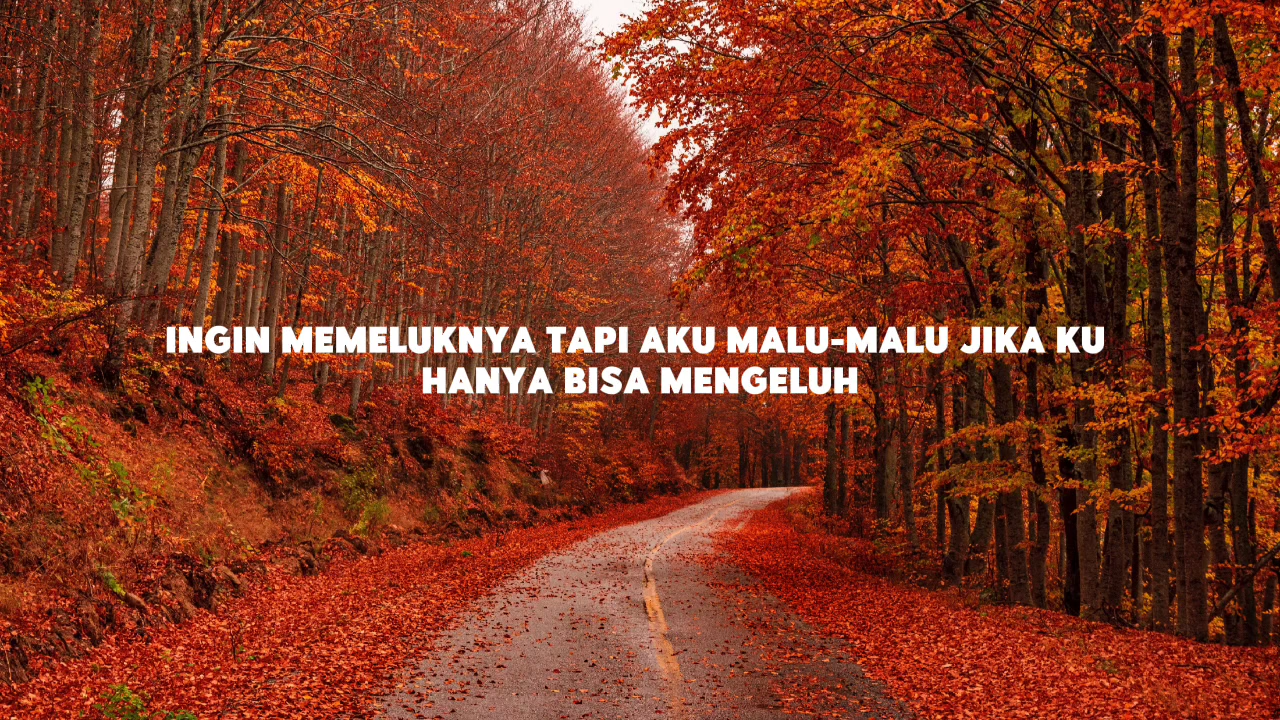 INGIN MEMELUKNYA TAPI AKU MALU-MALU JIKA KU
HANYA BISA MENGELUH